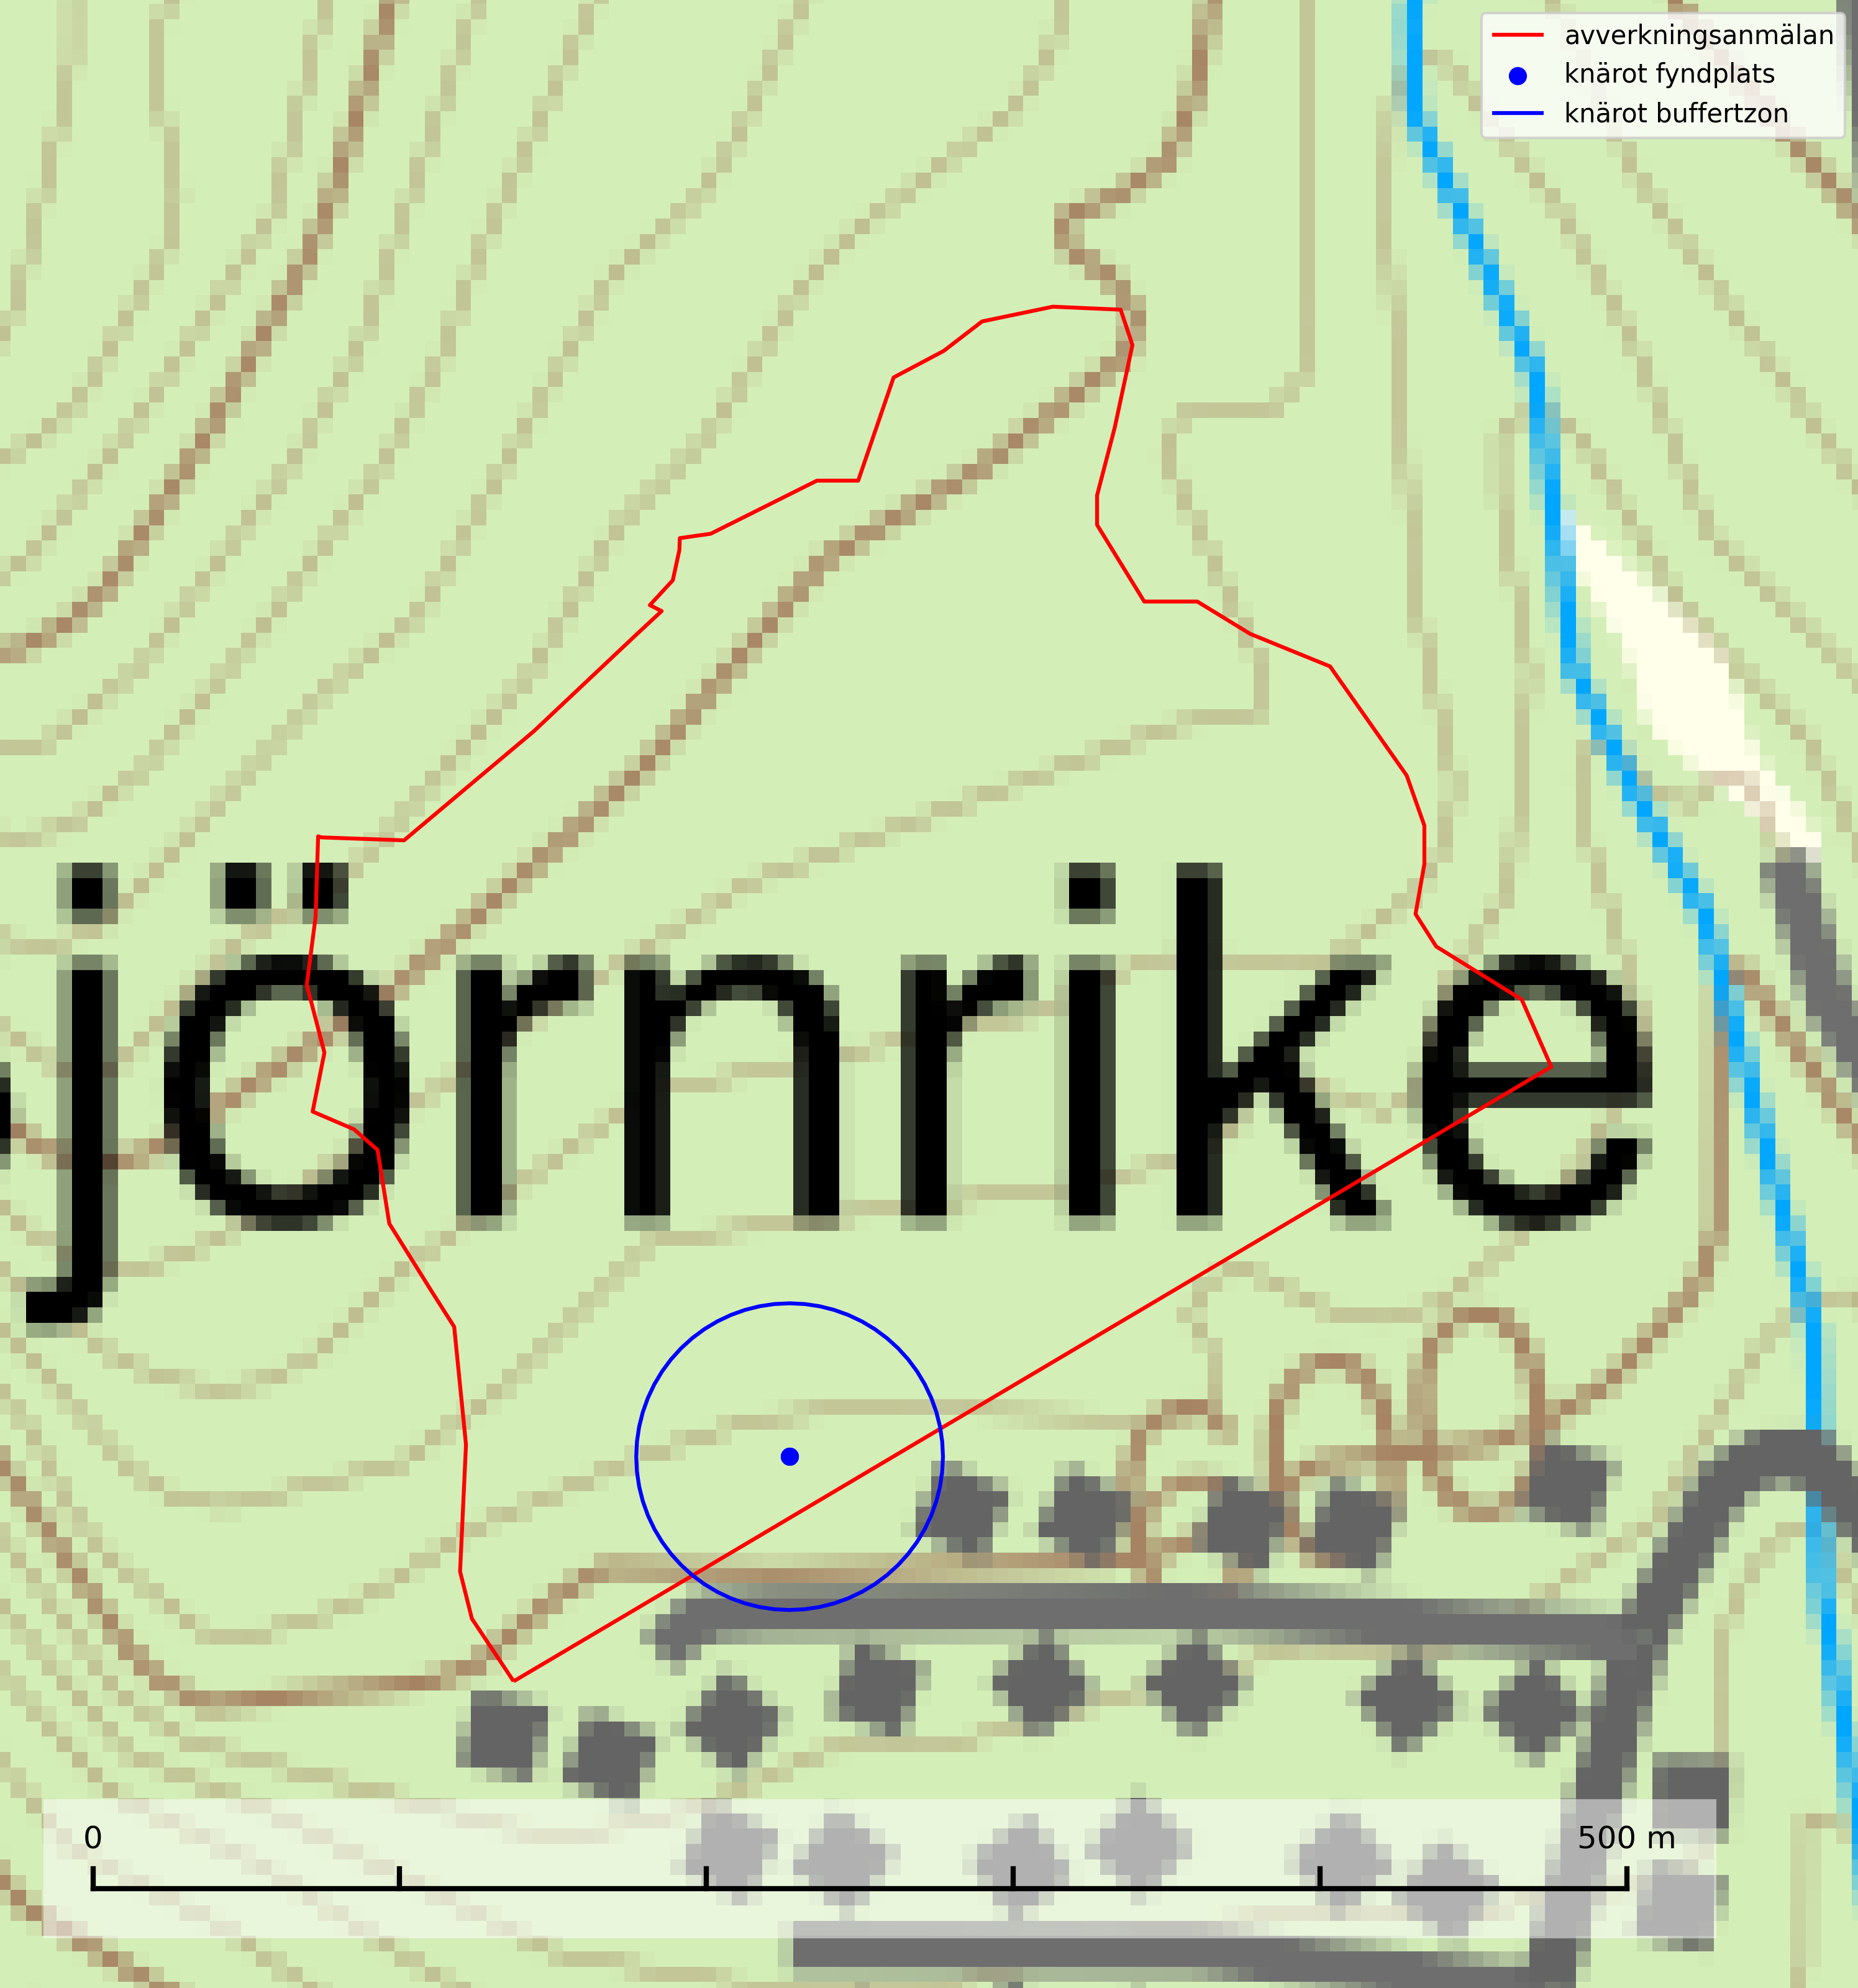 avverkningsanmälan
knärot fyndplats
knärot buffertzon
jörnrike
0 500 m